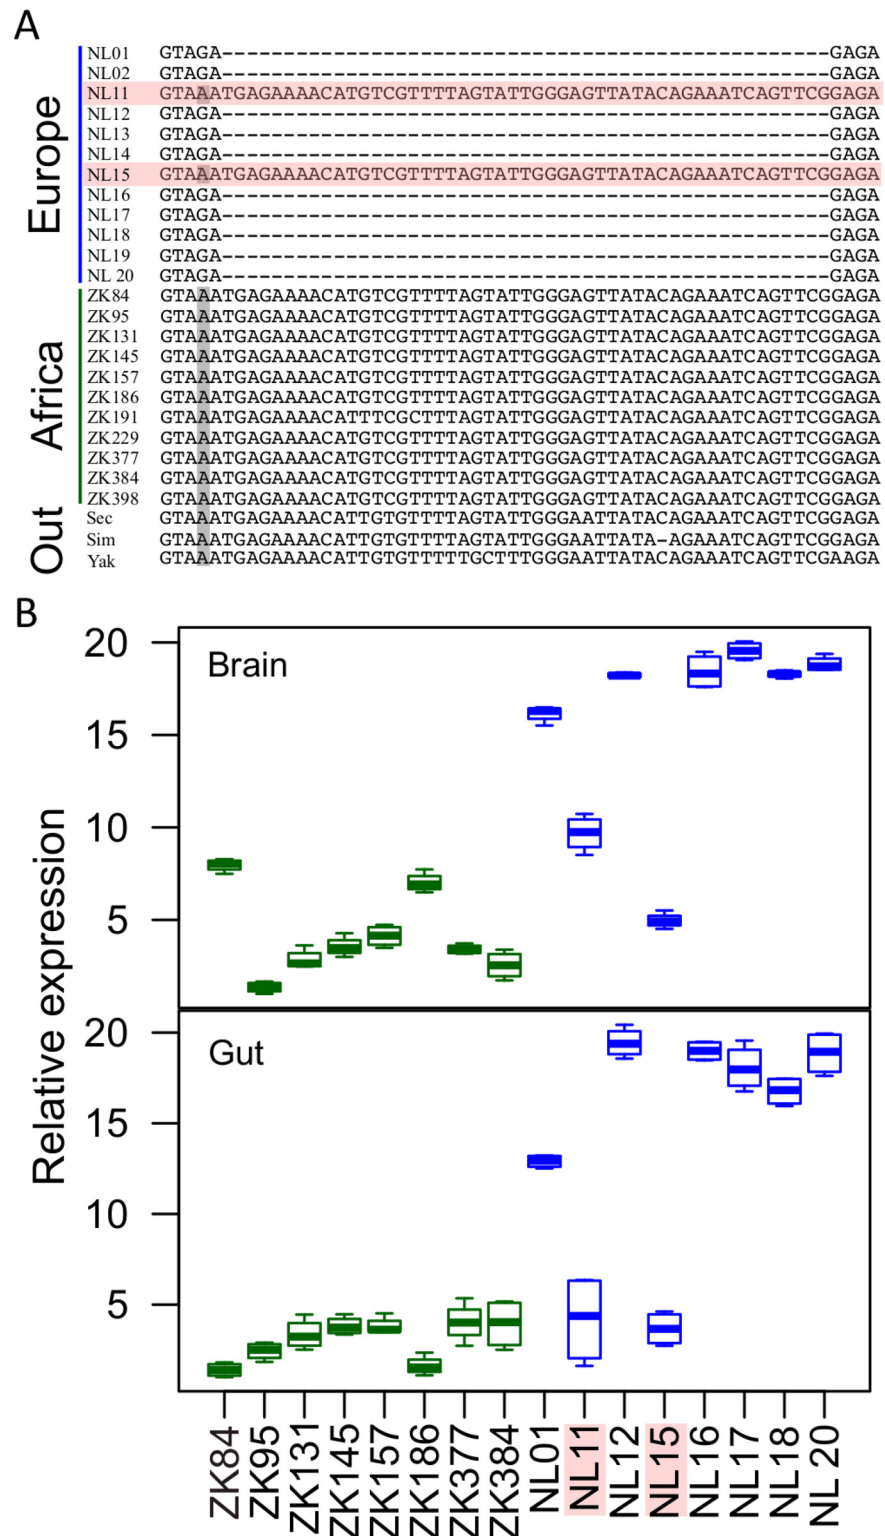 A
Europe
NL01 GTAGA-------------------------------------------------GAGA
NL02 GTAGA-------------------------------------------------GAGA
NL11 GTAAATGAGAAAACATGTCGTTTTAGTATTGGGAGTTATACAGAAATCAGTTCGGAGA
NL12 GTAGA-------------------------------------------------GAGA
NL13 GTAGA-------------------------------------------------GAGA
NL14 GTAGA-------------------------------------------------GAGA
NL15 GTAAATGAGAAAACATGTCGTTTTAGTATTGGGAGTTATACAGAAATCAGTTCGGAGA
NL16 GTAGA-------------------------------------------------GAGA
NL17 GTAGA-------------------------------------------------GAGA
NL18 GTAGA-------------------------------------------------GAGA
NL19 GTAGA-------------------------------------------------GAGA
NL 20 GTAGA-------------------------------------------------GAGA
Africa
ZK84 GTAAATGAGAAAACATGTCGTTTTAGTATTGGGAGTTATACAGAAATCAGTTCGGAGA
ZK95 GTAAATGAGAAAACATGTCGTTTTAGTATTGGGAGTTATACAGAAATCAGTTCGGAGA
ZK131 GTAAATGAGAAAACATGTCGTTTTAGTATTGGGAGTTATACAGAAATCAGTTCGGAGA
ZK145 GTAAATGAGAAAACATGTCGTTTTAGTATTGGGAGTTATACAGAAATCAGTTCGGAGA
ZK157 GTAAATGAGAAAACATGTCGTTTTAGTATTGGGAGTTATACAGAAATCAGTTCGGAGA
ZK186 GTAAATGAGAAAACATGTCGTTTTAGTATTGGGAGTTATACAGAAATCAGTTCGGAGA
ZK191 GTAAATGAGAAAACATTTCGCTTTAGTATTGGGAGTTATACAGAAATCAGTTCGGAGA
ZK229 GTAAATGAGAAAACATGTCGTTTTAGTATTGGGAGTTATACAGAAATCAGTTCGGAGA
ZK377 GTAAATGAGAAAACATGTCGTTTTAGTATTGGGAGTTATACAGAAATCAGTTCGGAGA
ZK384 GTAAATGAGAAAACATGTCGTTTTAGTATTGGGAGTTATACAGAAATCAGTTCGGAGA
ZK398 GTAAATGAGAAAACATGTCGTTTTAGTATTGGGAGTTATACAGAAATCAGTTCGGAGA
Out
Sec GTAAATGAGAAAACATTGTGTTTTAGTATTGGGAATTATACAGAAATCAGTTCGGAGA
Sim GTAAATGAGAAAACATTGTGTTTTAGTATTGGGAATTATA-AGAAATCAGTTCGGAGA
Yak GTAAATGAGAAAACATTGTGTTTTTGCTTTGGGAATTATACAGAAATCAGTTCGAAGA
B
Relative expression
Brain
20
15
10
5
Gut
20
15
10
5
ZK84 ZK95 ZK131 ZK145 ZK157 ZK186 ZK377 ZK384 NL01 NL11 NL12 NL15 NL16 NL17 NL18 NL 20